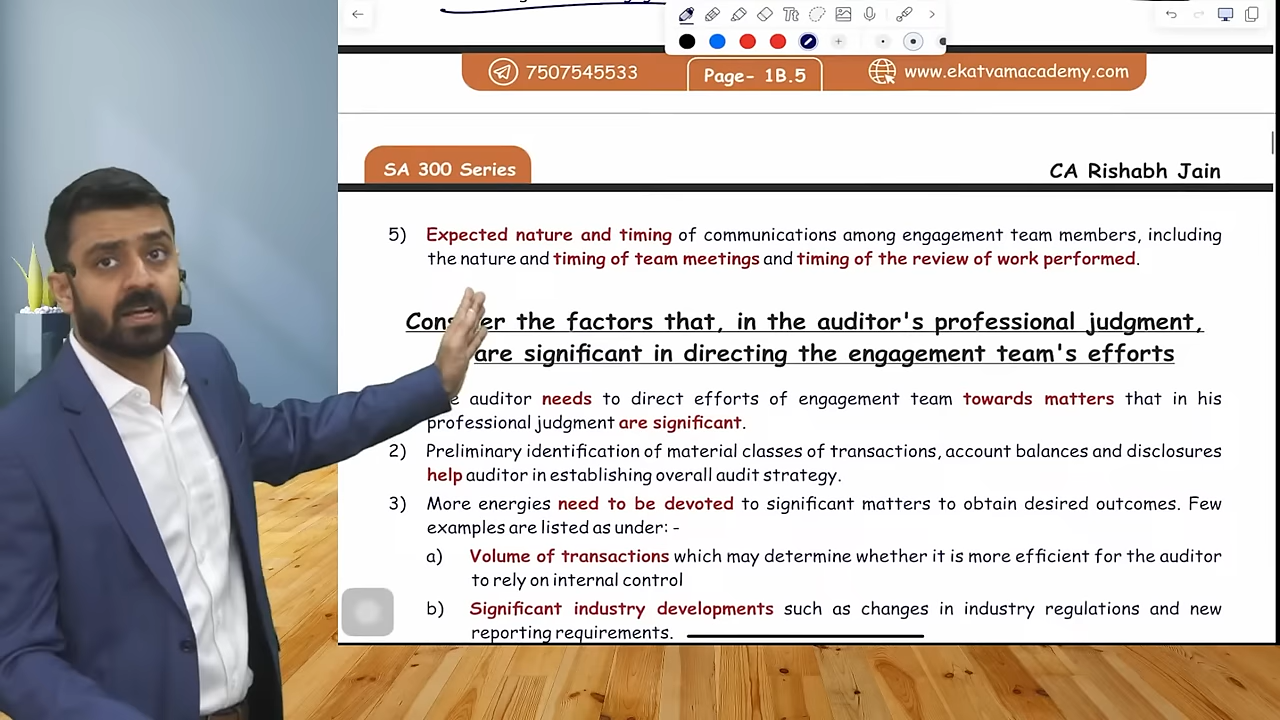 7507545533
Page- 1B.5
www.ekatvamacademy.com
SA 300 Series
CA Rishabh Jain
5) Expected nature and timing of communications among engagement team members, including
the nature and timing of team meetings and timing of the review of work performed.
the factors that, in the auditor's professional judgment,
are significant in directing the engagement team's efforts
auditor needs to direct efforts of engagement team towards matters that in his
professional judgment are significant.
2) Preliminary identification of material classes of transactions, account balances and disclosures
help auditor in establishing overall audit strategy.
3) More energies need to be devoted to significant matters to obtain desired outcomes. Few
examples are listed as under: -
a) Volume of transactions which may determine whether it is more efficient for the auditor
to rely on internal control
b) Significant industry developments such as changes in industry regulations and new
reporting requirements.